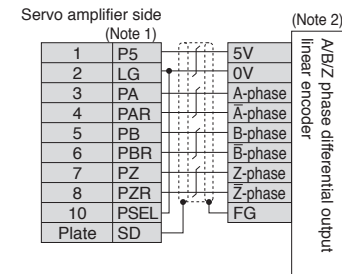 Servo amplifier side
(Note 1)
(Note 2)
1 P5 5V
2 LG 0V
3 PA A-phase
4 PAR A̅-phase
5 PB B-phase
6 PBR B̅-phase
7 PZ Z-phase
8 PZR Z̅-phase
10 PSEL FG
Plate SD
A/B/Z phase differential output
linear encoder